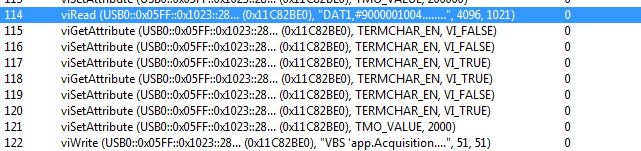 114 viRead (USB0::0x05FF::0x1023::28... (0x11C82BE0), "DAT1,#9000001004........", 4096, 1021) 0
115 viGetAttribute (USB0::0x05FF::0x1023::28... (0x11C82BE0), TERMCHAR_EN, VI_FALSE) 0
116 viSetAttribute (USB0::0x05FF::0x1023::28... (0x11C82BE0), TERMCHAR_EN, VI_FALSE) 0
117 viSetAttribute (USB0::0x05FF::0x1023::28... (0x11C82BE0), TERMCHAR_EN, VI_TRUE) 0
118 viGetAttribute (USB0::0x05FF::0x1023::28... (0x11C82BE0), TERMCHAR_EN, VI_TRUE) 0
119 viGetAttribute (USB0::0x05FF::0x1023::28... (0x11C82BE0), TERMCHAR_EN, VI_FALSE) 0
120 viSetAttribute (USB0::0x05FF::0x1023::28... (0x11C82BE0), TERMCHAR_EN, VI_TRUE) 0
121 viSetAttribute (USB0::0x05FF::0x1023::28... (0x11C82BE0), TMO_VALUE, 2000) 0
122 viWrite (USB0::0x05FF::0x1023::28... (0x11C82BE0), "VBS 'app.Acquisition....", 51, 51) 0